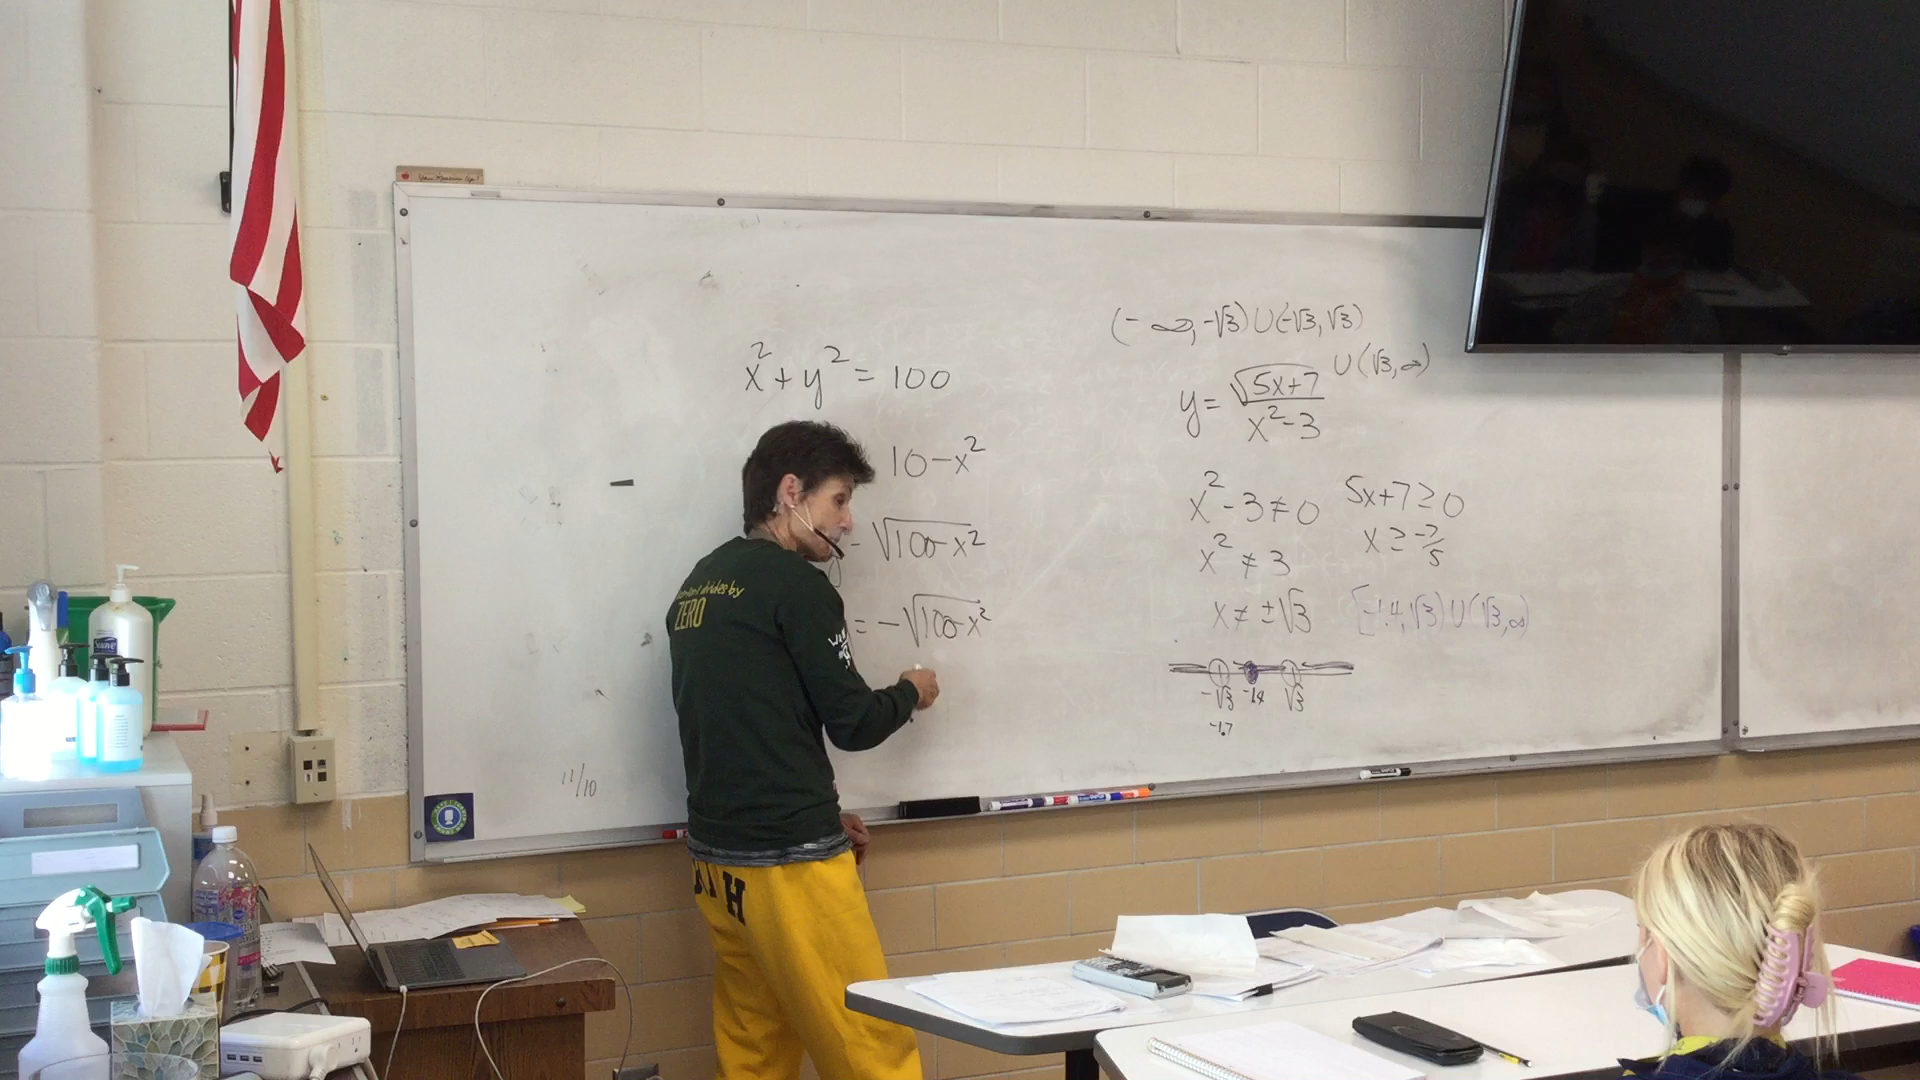 x² + y² = 100
10 - x²
- √100-x²
= -√100-x²
11/10
(-∞, -√3) ∪ (-√3, √3)
∪ (√3, ∞)
y = √5x+7 / x²-3
x² - 3 ≠ 0
5x+7 ≥ 0
x² ≠ 3
x ≥ -7/5
x ≠ ±√3
[-1.4, √3) ∪ (√3, ∞)
-√3 -1.4 √3
-1.7
divides by
ZERO
H